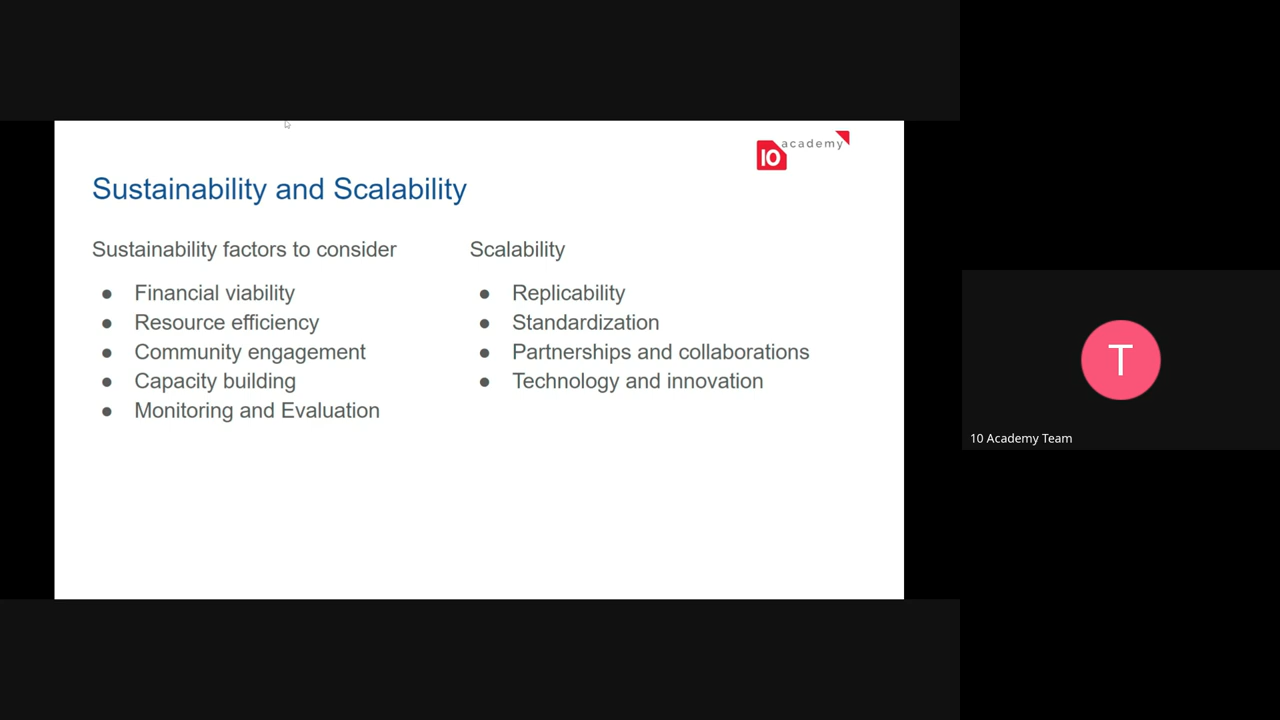 10 academy
Sustainability and Scalability
Sustainability factors to consider
Financial viability
Resource efficiency
Community engagement
Capacity building
Monitoring and Evaluation
Scalability
Replicability
Standardization
Partnerships and collaborations
Technology and innovation
T
10 Academy Team